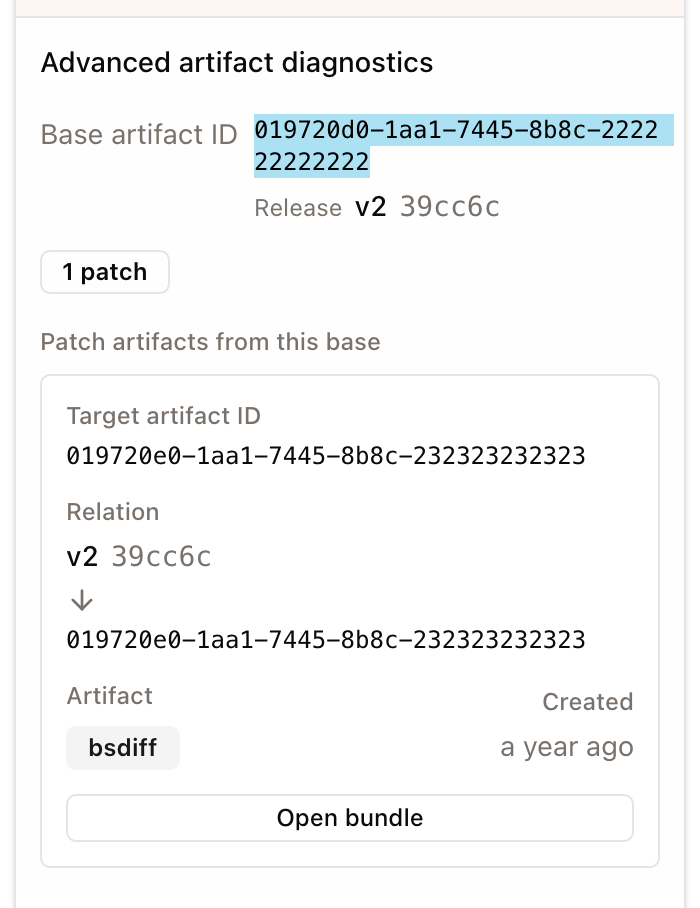 Advanced artifact diagnostics
Base artifact ID
019720d0-1aa1-7445-8b8c-2222
22222222
Release v2 39cc6c
1 patch
Patch artifacts from this base
Target artifact ID
019720e0-1aa1-7445-8b8c-232323232323
Relation
v2 39cc6c
↓
019720e0-1aa1-7445-8b8c-232323232323
Artifact
Created
bsdiff
a year ago
Open bundle